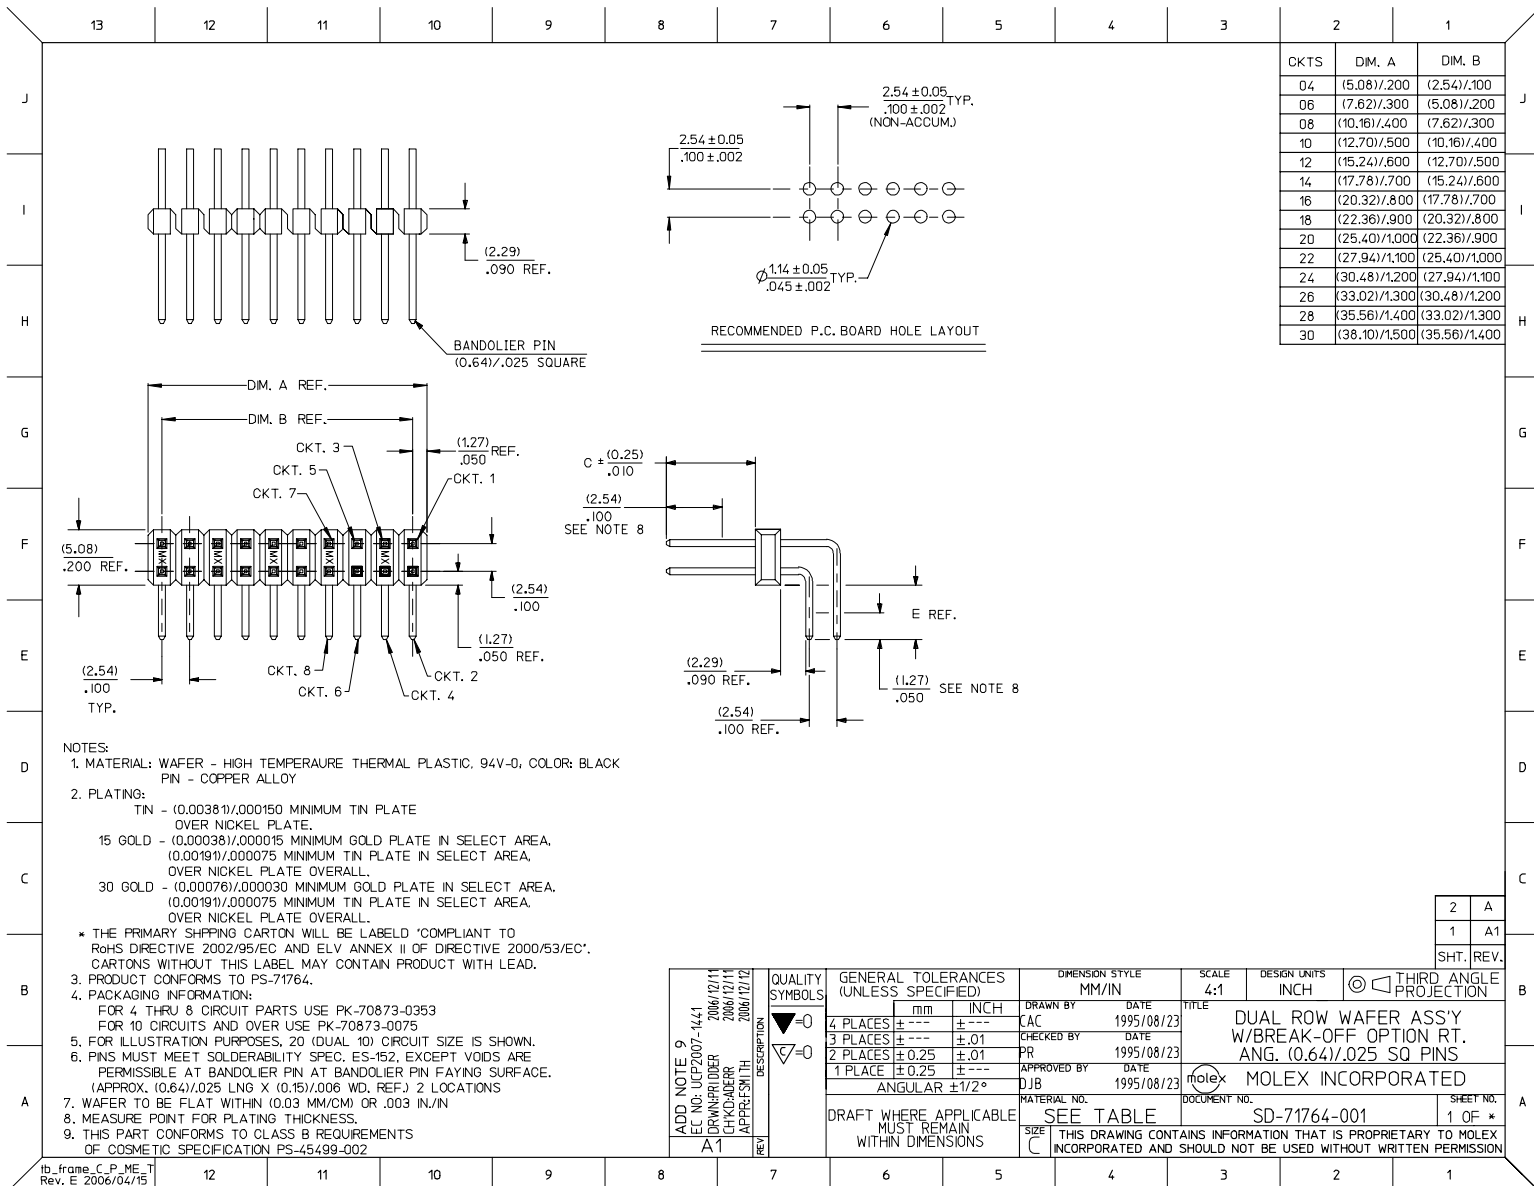 13 12 11 10 9 8 7 6 5 4 3 2 1
J
I
H
G
F
E
D
C
B
A
CKTS DIM. A DIM. B
04 (5.08)/.200 (2.54)/.100
06 (7.62)/.300 (5.08)/.200
08 (10.16)/.400 (7.62)/.300
10 (12.70)/.500 (10.16)/.400
12 (15.24)/.600 (12.70)/.500
14 (17.78)/.700 (15.24)/.600
16 (20.32)/.800 (17.78)/.700
18 (22.36)/.900 (20.32)/.800
20 (25.40)/1.000 (22.36)/.900
22 (27.94)/1.100 (25.40)/1.000
24 (30.48)/1.200 (27.94)/1.100
26 (33.02)/1.300 (30.48)/1.200
28 (35.56)/1.400 (33.02)/1.300
30 (38.10)/1.500 (35.56)/1.400
J
I
H
G
F
E
D
C
B
A
(2.29)
.090 REF.
BANDOLIER PIN
(0.64)/.025 SQUARE
2.54 ±0.05
.100 ±.002 TYP.
(NON-ACCUM.)
2.54 ±0.05
.100 ±.002
Ø 1.14 ±0.05
.045 ±.002 TYP.
RECOMMENDED P.C. BOARD HOLE LAYOUT
DIM. A REF.
DIM. B REF.
(1.27)
.050 REF.
CKT. 3
CKT. 5
CKT. 7
CKT. 1
MX MX MX MX
(5.08)
.200 REF.
(2.54)
.100
(1.27)
.050 REF.
(2.54)
.100
TYP.
CKT. 8
CKT. 6
CKT. 2
CKT. 4
C ± (0.25)
.010
(2.54)
.100
SEE NOTE 8
E REF.
(2.29)
.090 REF.
(1.27)
.050 SEE NOTE 8
(2.54)
.100 REF.
NOTES:
1. MATERIAL: WAFER - HIGH TEMPERAURE THERMAL PLASTIC, 94V-0, COLOR: BLACK
PIN - COPPER ALLOY
2. PLATING:
TIN - (0.00381)/.000150 MINIMUM TIN PLATE
OVER NICKEL PLATE.
15 GOLD - (0.00038)/.000015 MINIMUM GOLD PLATE IN SELECT AREA,
(0.00191)/.000075 MINIMUM TIN PLATE IN SELECT AREA,
OVER NICKEL PLATE OVERALL.
30 GOLD - (0.00076)/.000030 MINIMUM GOLD PLATE IN SELECT AREA.
(0.00191)/.000075 MINIMUM TIN PLATE IN SELECT AREA,
OVER NICKEL PLATE OVERALL.
* THE PRIMARY SHPPING CARTON WILL BE LABELD "COMPLIANT TO
RoHS DIRECTIVE 2002/95/EC AND ELV ANNEX II OF DIRECTIVE 2000/53/EC".
CARTONS WITHOUT THIS LABEL MAY CONTAIN PRODUCT WITH LEAD.
3. PRODUCT CONFORMS TO PS-71764.
4. PACKAGING INFORMATION:
FOR 4 THRU 8 CIRCUIT PARTS USE PK-70873-0353
FOR 10 CIRCUITS AND OVER USE PK-70873-0075
5. FOR ILLUSTRATION PURPOSES, 20 (DUAL 10) CIRCUIT SIZE IS SHOWN.
6. PINS MUST MEET SOLDERABILITY SPEC. ES-152, EXCEPT VOIDS ARE
PERMISSIBLE AT BANDOLIER PIN AT BANDOLIER PIN FAYING SURFACE.
(APPROX. (0.64)/.025 LNG X (0.15)/.006 WD. REF.) 2 LOCATIONS
7. WAFER TO BE FLAT WITHIN (0.03 MM/CM) OR .003 IN./IN
8. MEASURE POINT FOR PLATING THICKNESS.
9. THIS PART CONFORMS TO CLASS B REQUIREMENTS
OF COSMETIC SPECIFICATION PS-45499-002
2 A
1 A1
SHT. REV.
ADD NOTE 9
EC NO: UCP2007-1441
DRWN:PRIDDER 2006/12/11
CH'KD:ADERR 2006/12/11
APPR:FSMITH 2006/12/12
A1
REV DESCRIPTION
QUALITY
SYMBOLS
=0
C =0
GENERAL TOLERANCES
(UNLESS SPECIFIED)
mm INCH
4 PLACES ±--- ±---
3 PLACES ±--- ±.01
2 PLACES ±0.25 ±.01
1 PLACE ±0.25 ±.01
ANGULAR ±1/2°
DRAFT WHERE APPLICABLE
MUST REMAIN
WITHIN DIMENSIONS
DIMENSION STYLE
MM/IN
SCALE
4:1
DESIGN UNITS
INCH
THIRD ANGLE
PROJECTION
DRAWN BY DATE
CAC 1995/08/23
CHECKED BY DATE
PR 1995/08/23
APPROVED BY DATE
DJB 1995/08/23
TITLE
DUAL ROW WAFER ASS'Y
W/BREAK-OFF OPTION RT.
ANG. (0.64)/.025 SQ PINS
molex MOLEX INCORPORATED
MATERIAL NO.
SEE TABLE
DOCUMENT NO.
SD-71764-001
SHEET NO.
1 OF *
SIZE
C
THIS DRAWING CONTAINS INFORMATION THAT IS PROPRIETARY TO MOLEX
INCORPORATED AND SHOULD NOT BE USED WITHOUT WRITTEN PERMISSION
tb_frame_C_P_ME_T
Rev. E 2006/04/15
12 11 10 9 8 7 6 5 4 3 2 1